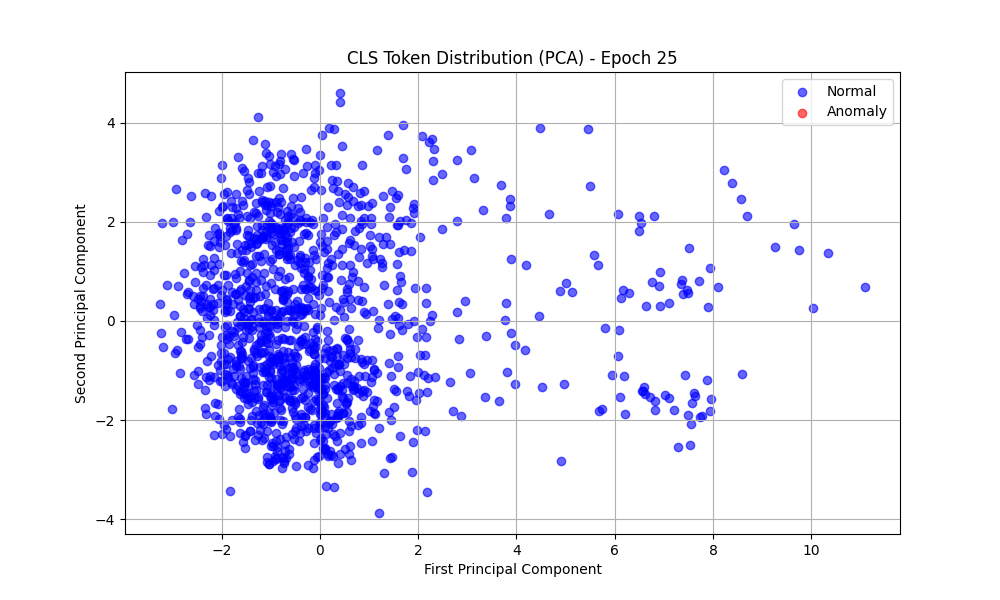 CLS Token Distribution (PCA) - Epoch 25
Normal
Anomaly
Second Principal Component
4
2
0
−2
−4
−2
0
2
4
6
8
10
First Principal Component